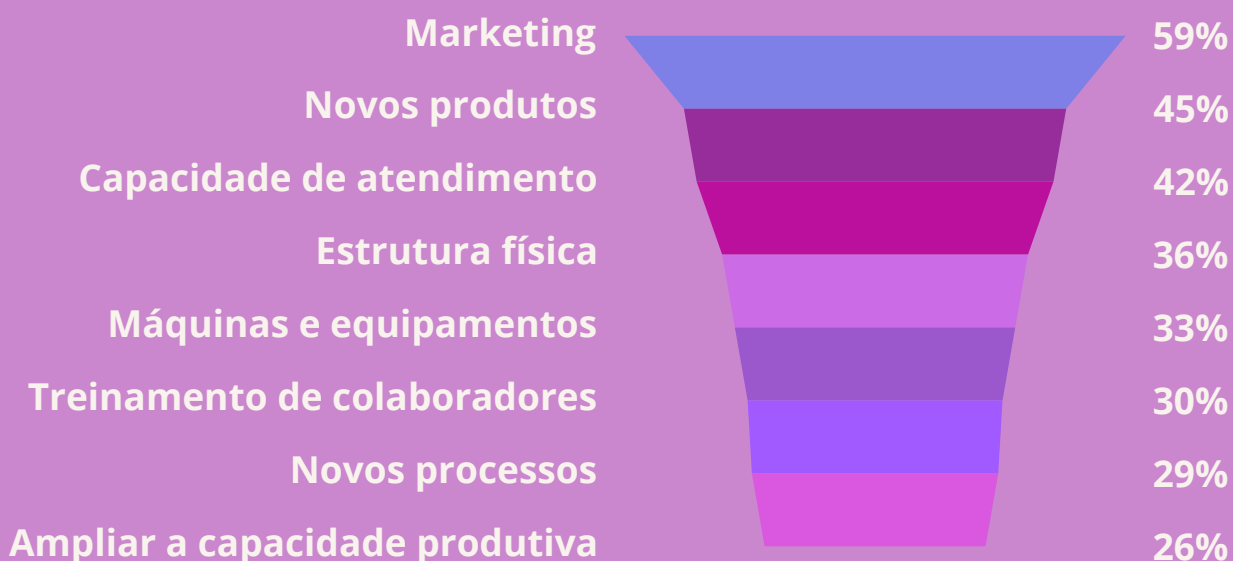 Marketing 59%
Novos produtos 45%
Capacidade de atendimento 42%
Estrutura física 36%
Máquinas e equipamentos 33%
Treinamento de colaboradores 30%
Novos processos 29%
Ampliar a capacidade produtiva 26%